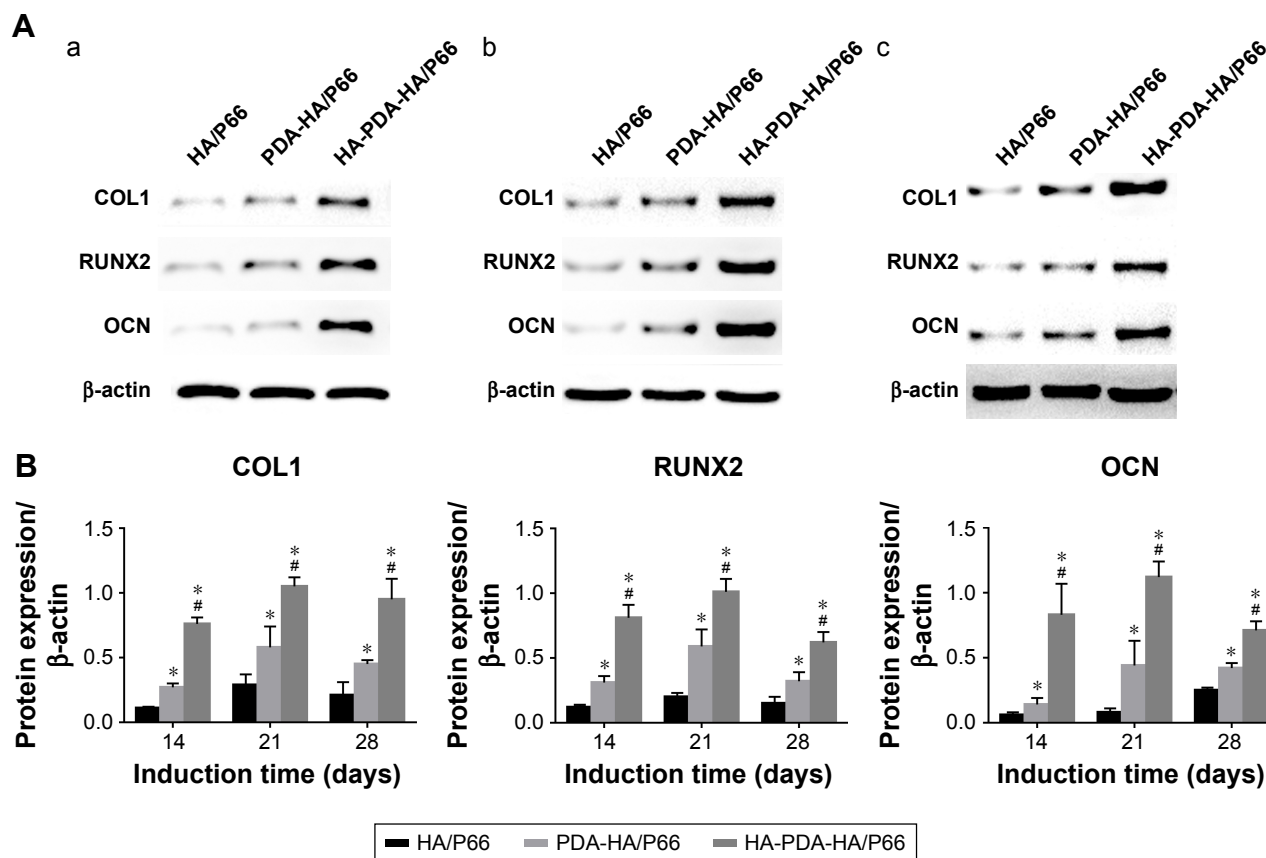 A
a
HA/P66
PDA-HA/P66
HA-PDA-HA/P66
COL1
RUNX2
OCN
β-actin
b
HA/P66
PDA-HA/P66
HA-PDA-HA/P66
COL1
RUNX2
OCN
β-actin
c
HA/P66
PDA-HA/P66
HA-PDA-HA/P66
COL1
RUNX2
OCN
β-actin
B
COL1
Protein expression/
β-actin
1.5
1.0
0.5
0.0
*
*
#
*
*
#
*
*
#
14 21 28
Induction time (days)
RUNX2
Protein expression/
β-actin
1.5
1.0
0.5
0.0
*
*
#
*
*
#
*
*
#
14 21 28
Induction time (days)
OCN
Protein expression/
β-actin
1.5
1.0
0.5
0.0
*
*
#
*
*
#
*
*
#
14 21 28
Induction time (days)
HA/P66 PDA-HA/P66 HA-PDA-HA/P66